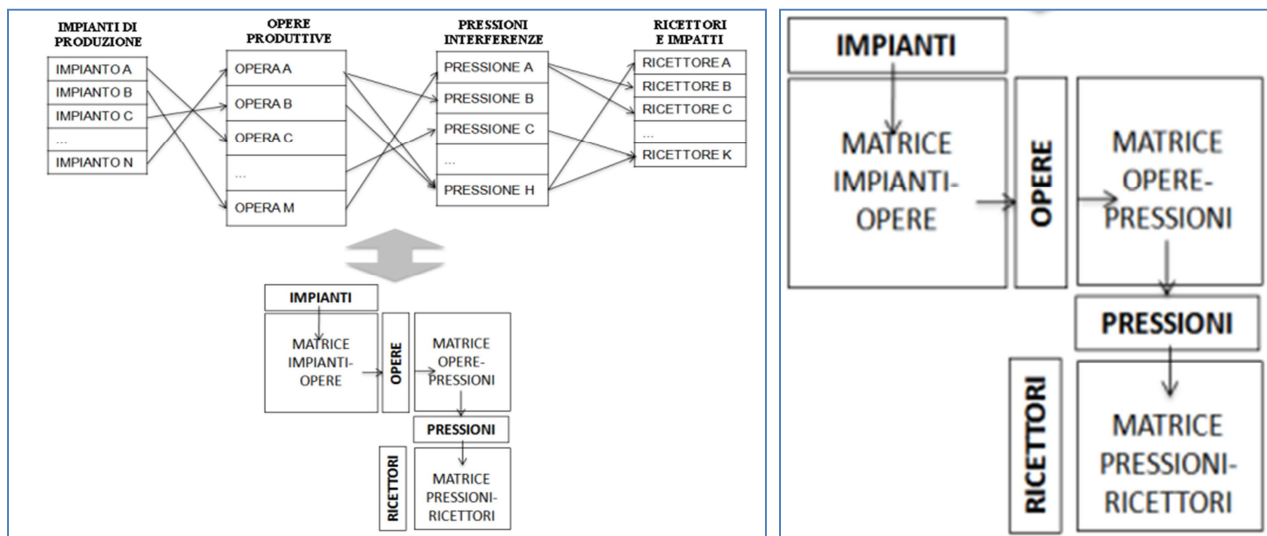 IMPIANTI DI
PRODUZIONE
IMPIANTO A
IMPIANTO B
IMPIANTO C
...
IMPIANTO N
OPERE
PRODUTTIVE
OPERA A
OPERA B
OPERA C
...
OPERA M
PRESSIONI
INTERFERENZE
PRESSIONE A
PRESSIONE B
PRESSIONE C
...
PRESSIONE H
RICETTORI
E IMPATTI
RICETTORE A
RICETTORE B
RICETTORE C
...
RICETTORE K
IMPIANTI
MATRICE
IMPIANTI-
OPERE
OPERE
MATRICE
OPERE-
PRESSIONI
PRESSIONI
RICETTORI
MATRICE
PRESSIONI-
RICETTORI
IMPIANTI
MATRICE
IMPIANTI-
OPERE
OPERE
MATRICE
OPERE-
PRESSIONI
PRESSIONI
RICETTORI
MATRICE
PRESSIONI-
RICETTORI